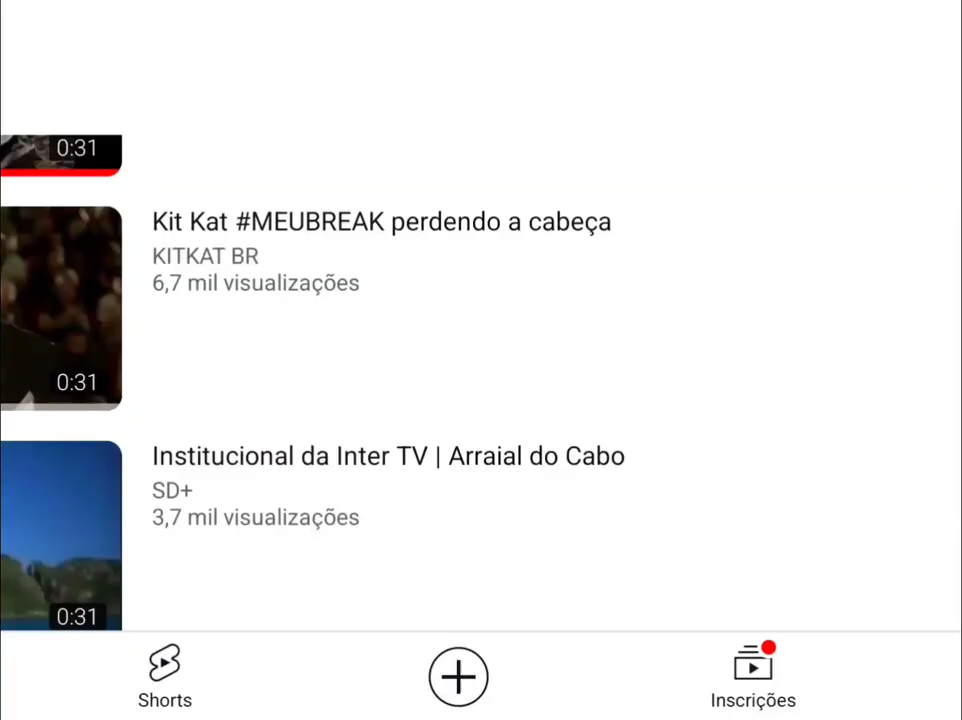 0:31
Kit Kat #MEUBREAK perdendo a cabeça
KITKAT BR
6,7 mil visualizações
0:31
Institucional da Inter TV | Arraial do Cabo
SD+
3,7 mil visualizações
0:31
Shorts
Inscrições